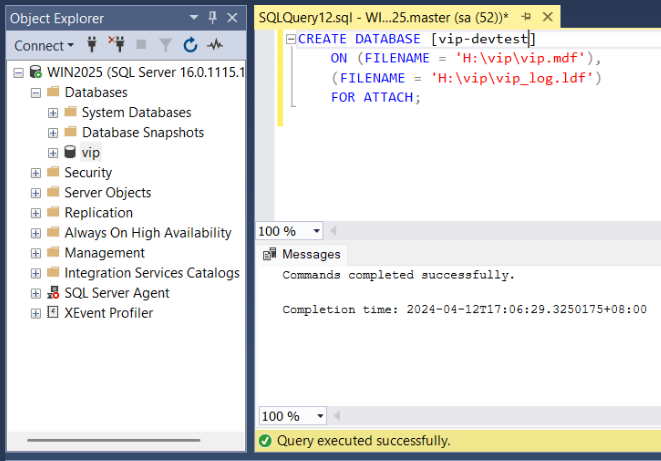 Object Explorer
Connect
WIN2025 (SQL Server 16.0.1115.1
Databases
System Databases
Database Snapshots
vip
Security
Server Objects
Replication
Always On High Availability
Management
Integration Services Catalogs
SQL Server Agent
XEvent Profiler
SQLQuery12.sql - WI...25.master (sa (52))*
CREATE DATABASE [vip-devtest]
ON (FILENAME = 'H:\vip\vip.mdf'),
(FILENAME = 'H:\vip\vip_log.ldf')
FOR ATTACH;
100 %
Messages
Commands completed successfully.
Completion time: 2024-04-12T17:06:29.3250175+08:00
100 %
Query executed successfully.